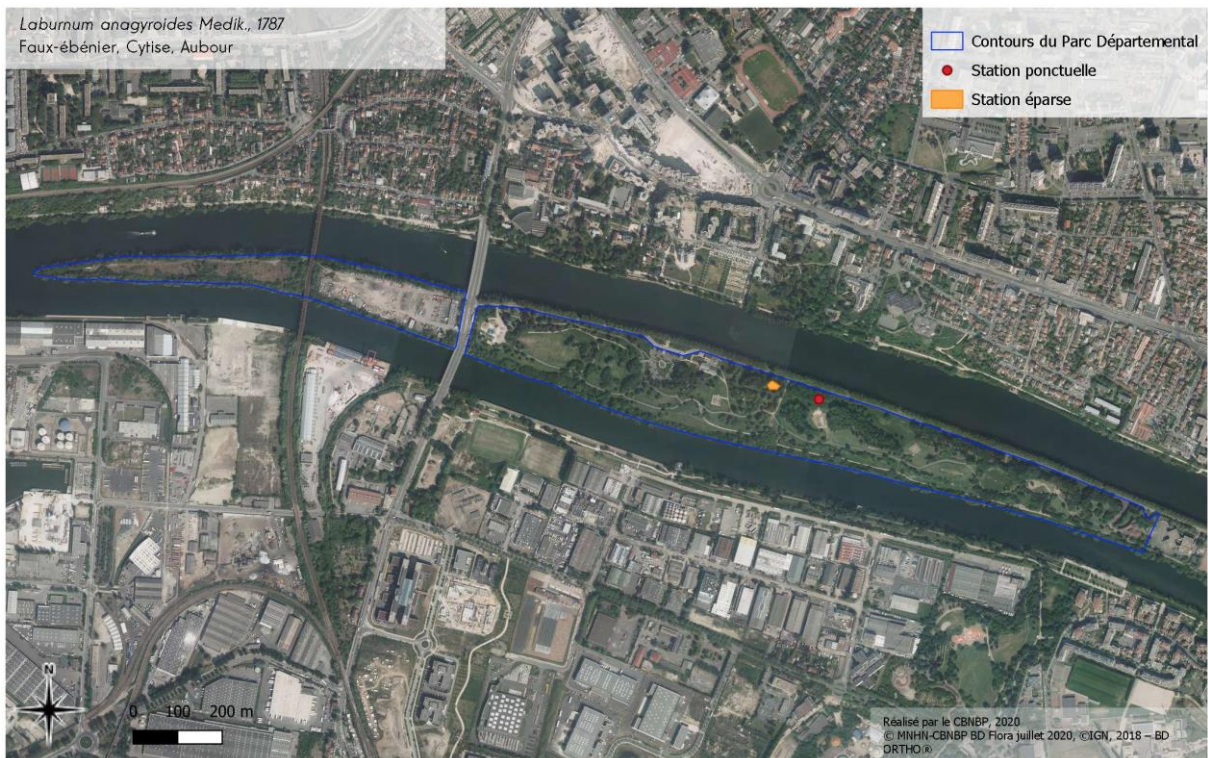 Laburnum anagyroides Medik., 1787
Faux-ébénier, Cytise, Aubour
Contours du Parc Départemental
Station ponctuelle
Station éparse
N
0 100 200 m
Réalisé par le CBNBP, 2020
© MNHN-CBNBP BD Flora juillet 2020, ©IGN, 2018 – BD
ORTHO®